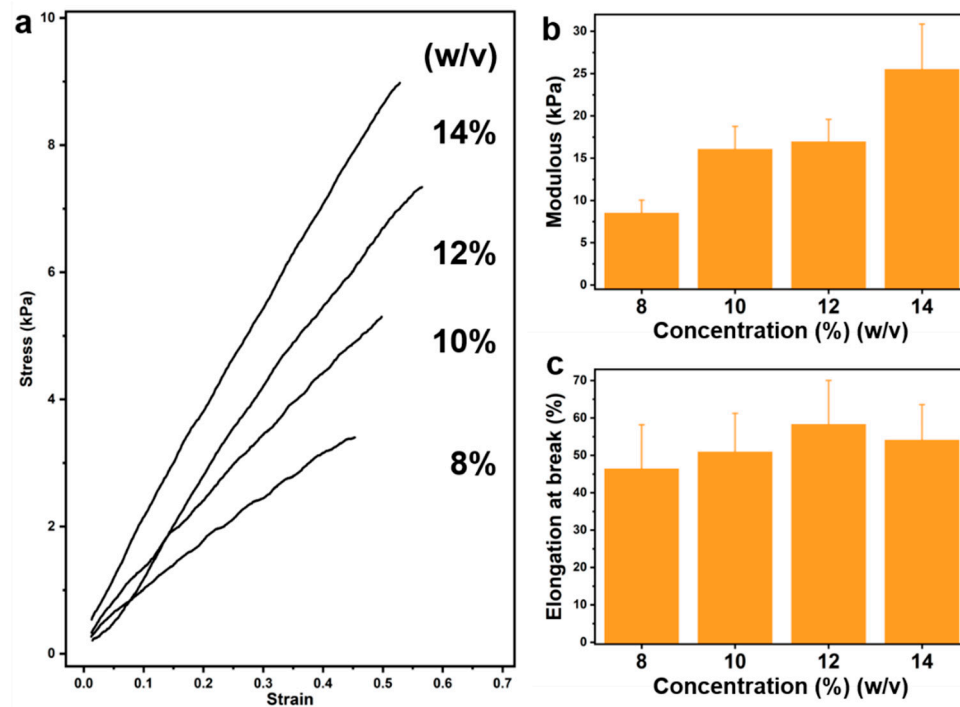 a
(w/v)
14%
12%
10%
8%
Stress (kPa)
10
8
6
4
2
0
0.0 0.1 0.2 0.3 0.4 0.5 0.6 0.7
Strain
b
Modulous (kPa)
30
25
20
15
10
5
0
8 10 12 14
Concentration (%) (w/v)
c
Elongation at break (%)
70
60
50
40
30
20
10
0
8 10 12 14
Concentration (%) (w/v)